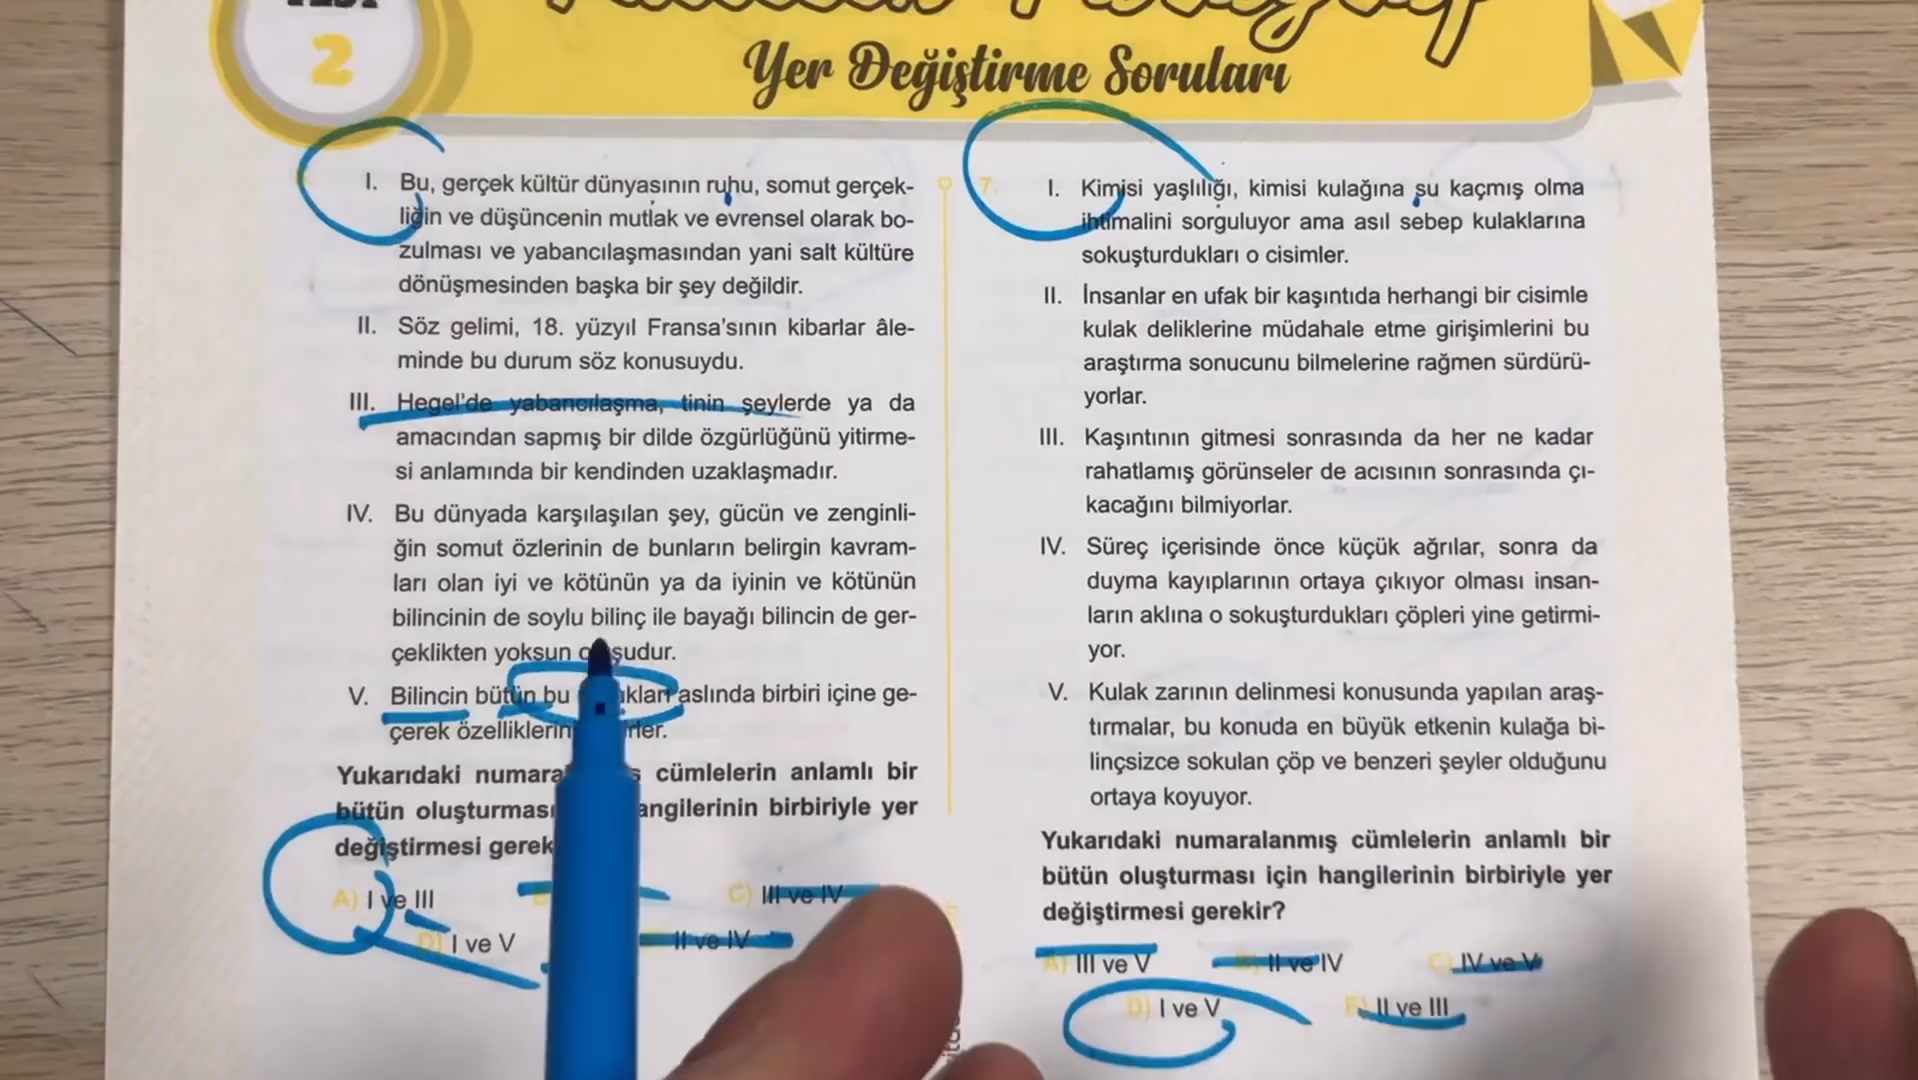 2
Yer Değiştirme Soruları
I. Bu, gerçek kültür dünyasının ruhu, somut gerçek-
liğin ve düşüncenin mutlak ve evrensel olarak bo-
zulması ve yabancılaşmasından yani salt kültüre
dönüşmesinden başka bir şey değildir.
II. Söz gelimi, 18. yüzyıl Fransa’sının kibarlar âle-
minde bu durum söz konusuydu.
III. Hegel’de yabancılaşma, tinin şeylerde ya da
amacından sapmış bir dilde özgürlüğünü yitirme-
si anlamında bir kendinden uzaklaşmadır.
IV. Bu dünyada karşılaşılan şey, gücün ve zenginli-
ğin somut özlerinin de bunların belirgin kavram-
ları olan iyi ve kötünün ya da iyinin ve kötünün
bilincinin de soylu bilinç ile bayağı bilincin de ger-
çeklikten yoksun
V. Bilincin bütün bu aslında birbiri içine ge-
çerek
Yukarıdaki cümlelerin anlamlı bir
bütün birbiriyle yer
değiştirmesi
A) I ve III
C) III ve IV
D) I ve V
II ve IV
7.
I. Kimisi yaşlılığı, kimisi kulağına su kaçmış olma
ihtimalini sorguluyor ama asıl sebep kulaklarına
sokuşturdukları o cisimler.
II. İnsanlar en ufak bir kaşıntıda herhangi bir cisimle
kulak deliklerine müdahale etme girişimlerini bu
araştırma sonucunu bilmelerine rağmen sürdürü-
yorlar.
III. Kaşıntının gitmesi sonrasında da her ne kadar
rahatlamış görünseler de acısının sonrasında çı-
kacağını bilmiyorlar.
IV. Süreç içerisinde önce küçük ağrılar, sonra da
duyma kayıplarının ortaya çıkıyor olması insan-
ların aklına o sokuşturdukları çöpleri yine getirmi-
yor.
V. Kulak zarının delinmesi konusunda yapılan araş-
tırmalar, bu konuda en büyük etkenin kulağa bi-
linçsizce sokulan çöp ve benzeri şeyler olduğunu
ortaya koyuyor.
Yukarıdaki numaralanmış cümlelerin anlamlı bir
bütün oluşturması için hangilerinin birbiriyle yer
değiştirmesi gerekir?
A) III ve V
B) II ve IV
C) IV ve V
D) I ve V
E) II ve III